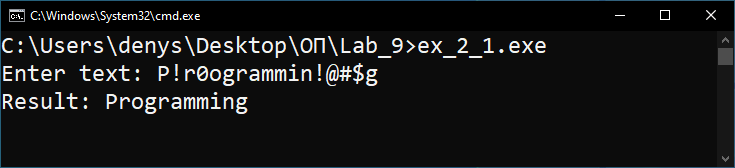 C:\Windows\System32\cmd.exe
C:\Users\denys\Desktop\ОП\Lab_9>ex_2_1.exe
Enter text: P!r0ogrammin!@#$g
Result: Programming